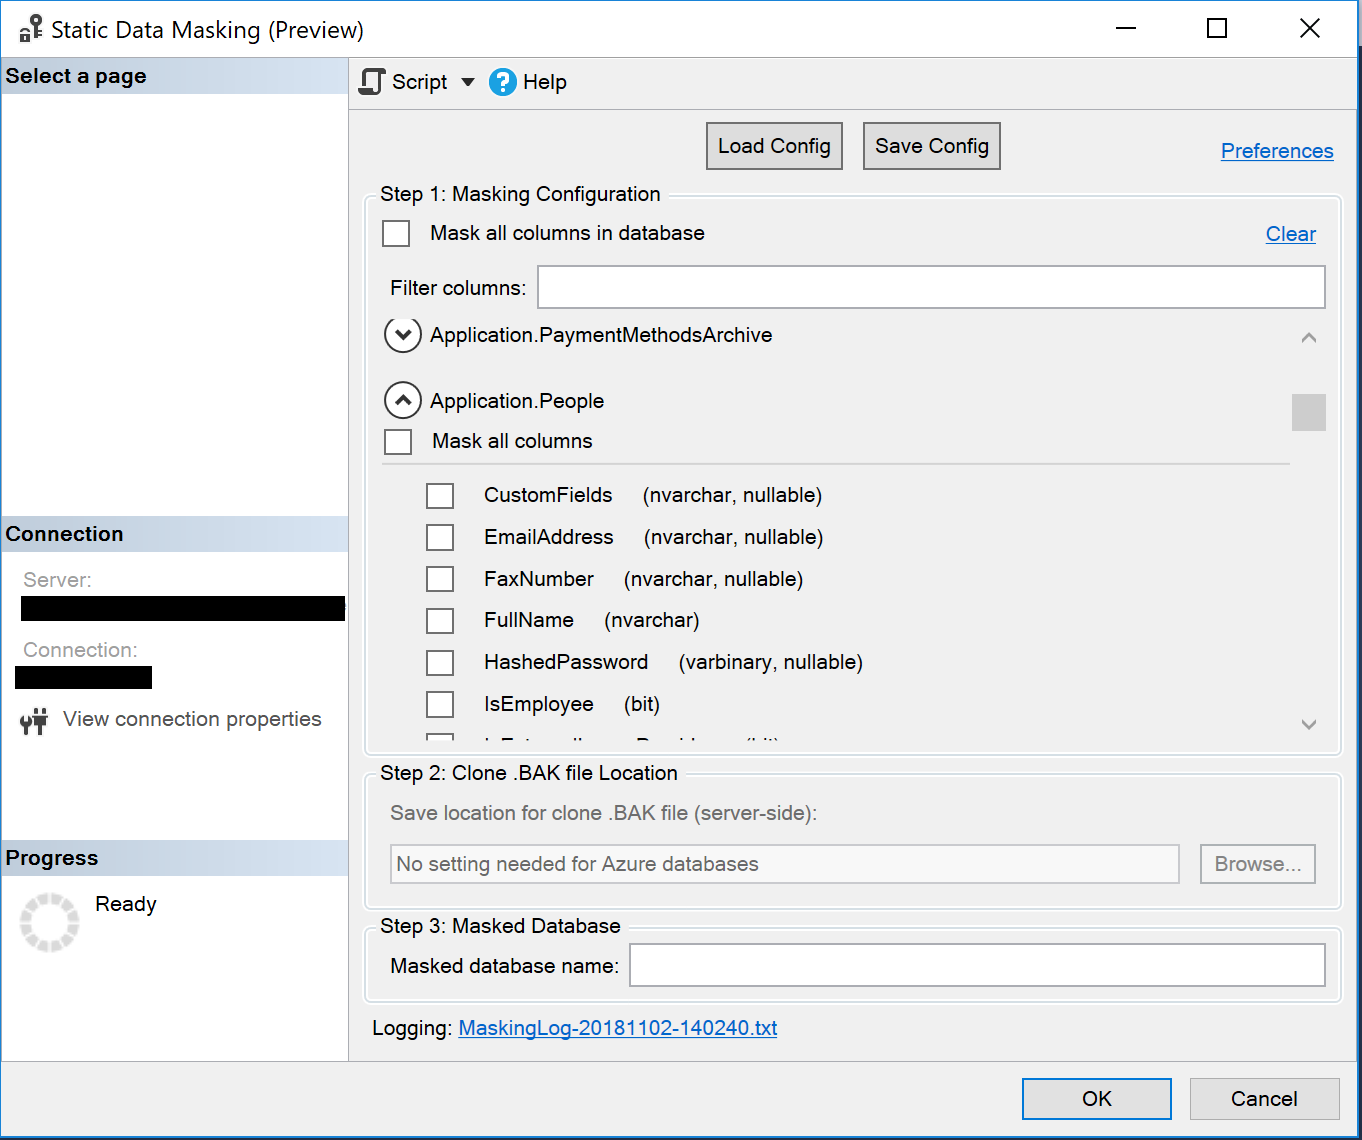 Static Data Masking (Preview)
Select a page
Script
Help
Load Config
Save Config
Preferences
Step 1: Masking Configuration
Mask all columns in database
Clear
Filter columns:
Application.PaymentMethodsArchive
Application.People
Mask all columns
CustomFields (nvarchar, nullable)
EmailAddress (nvarchar, nullable)
FaxNumber (nvarchar, nullable)
FullName (nvarchar)
HashedPassword (varbinary, nullable)
IsEmployee (bit)
Connection
Server:
Connection:
View connection properties
Step 2: Clone .BAK file Location
Save location for clone .BAK file (server-side):
No setting needed for Azure databases
Browse...
Progress
Ready
Step 3: Masked Database
Masked database name:
Logging: MaskingLog-20181102-140240.txt
OK
Cancel